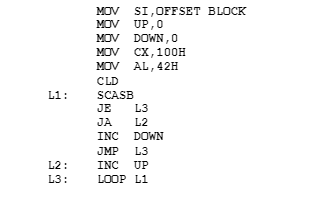 MOV SI,OFFSET BLOCK
MOV UP,0
MOV DOWN,0
MOV CX,100H
MOV AL,42H
CLD
L1: SCASB
JE L3
JA L2
INC DOWN
JMP L3
L2: INC UP
L3: LOOP L1